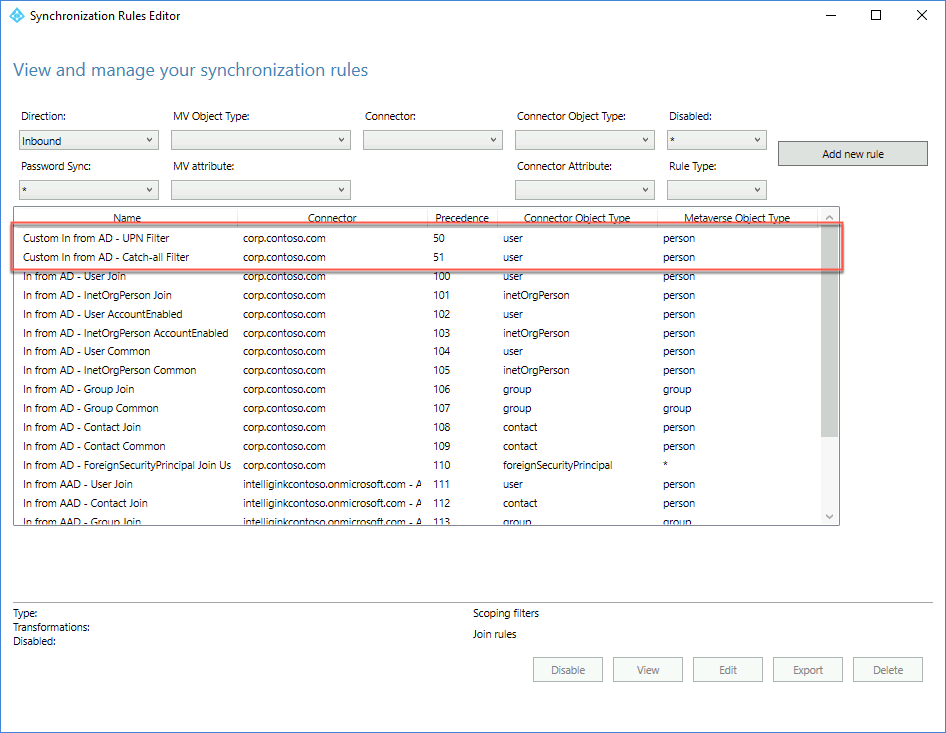 Synchronization Rules Editor
View and manage your synchronization rules
Direction: MV Object Type: Connector: Connector Object Type: Disabled:
Inbound *
Add new rule
Password Sync: MV attribute: Connector Attribute: Rule Type:
*
Name Connector Precedence Connector Object Type Metaverse Object Type
Custom In from AD - UPN Filter corp.contoso.com 50 user person
Custom In from AD - Catch-all Filter corp.contoso.com 51 user person
In from AD - User Join corp.contoso.com 100 user person
In from AD - InetOrgPerson Join corp.contoso.com 101 inetOrgPerson person
In from AD - User AccountEnabled corp.contoso.com 102 user person
In from AD - InetOrgPerson AccountEnabled corp.contoso.com 103 inetOrgPerson person
In from AD - User Common corp.contoso.com 104 user person
In from AD - InetOrgPerson Common corp.contoso.com 105 inetOrgPerson person
In from AD - Group Join corp.contoso.com 106 group group
In from AD - Group Common corp.contoso.com 107 group group
In from AD - Contact Join corp.contoso.com 108 contact person
In from AD - Contact Common corp.contoso.com 109 contact person
In from AD - ForeignSecurityPrincipal Join Us corp.contoso.com 110 foreignSecurityPrincipal *
In from AAD - User Join intelliginkcontoso.onmicrosoft.com - A 111 user person
In from AAD - Contact Join intelliginkcontoso.onmicrosoft.com - A 112 contact person
In from AAD - Group Join intelliginkcontoso.onmicrosoft.com - A 113 group group
Type: Scoping filters
Transformations:
Disabled: Join rules
Disable View Edit Export Delete